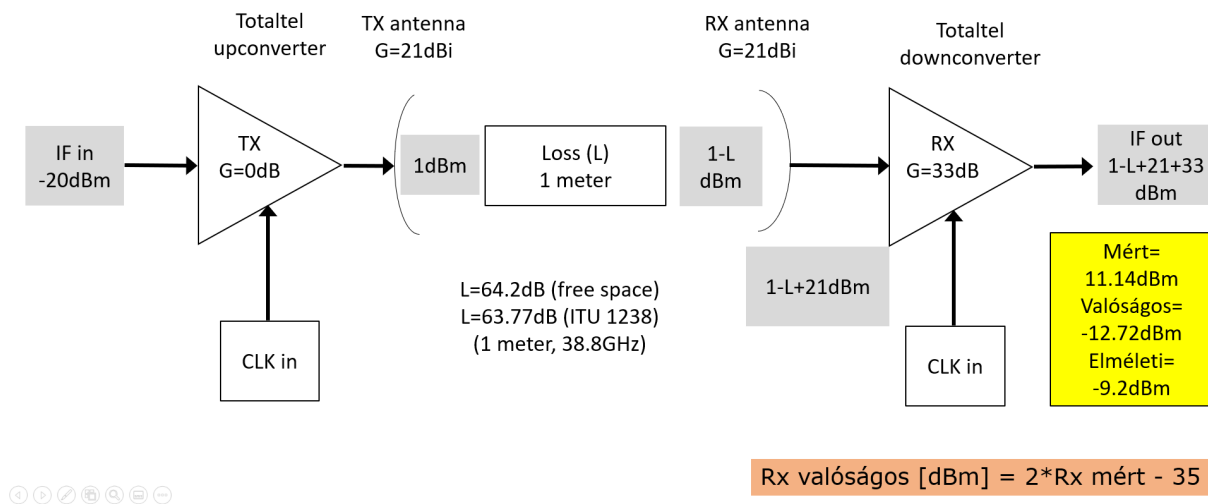 Totaltel
upconverter
TX antenna
G=21dBi
RX antenna
G=21dBi
Totaltel
downconverter
IF in
-20dBm
TX
G=0dB
1dBm
Loss (L)
1 meter
1-L
dBm
RX
G=33dB
IF out
1-L+21+33
dBm
1-L+21dBm
L=64.2dB (free space)
L=63.77dB (ITU 1238)
(1 meter, 38.8GHz)
CLK in
CLK in
Mért=
11.14dBm
Valóságos=
-12.72dBm
Elméleti=
-9.2dBm
Rx valóságos [dBm] = 2*Rx mért - 35